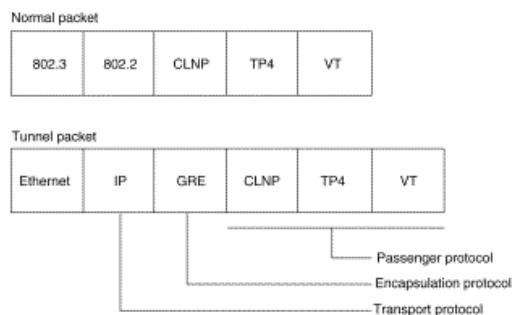 Normal packet
802.3 802.2 CLNP TP4 VT
Tunnel packet
Ethernet IP GRE CLNP TP4 VT
Passenger protocol
Encapsulation protocol
Transport protocol